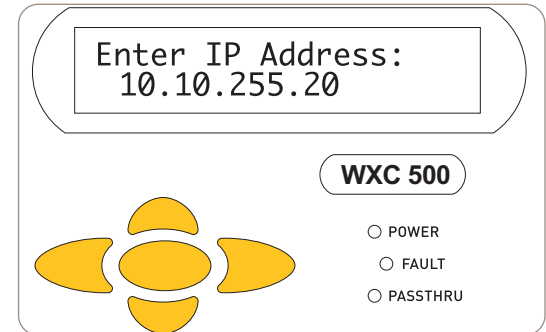 Enter IP Address:
10.10.255.20
WXC 500
POWER
FAULT
PASSTHRU